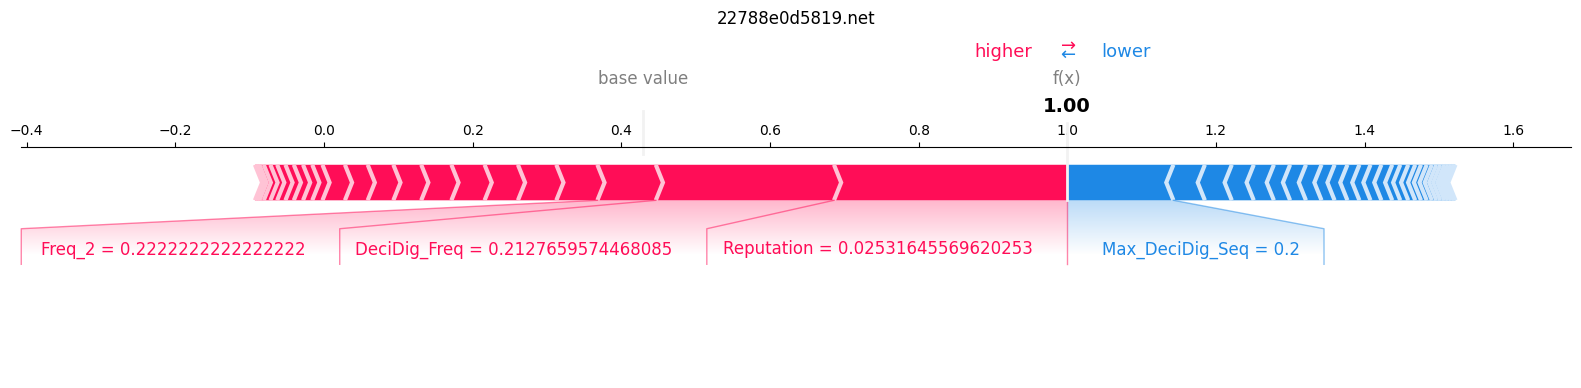 22788e0d5819.net
higher → ← lower
base value f(x)
1.00
−0.4 −0.2 0.0 0.2 0.4 0.6 0.8 1.0 1.2 1.4 1.6
Freq_2 = 0.2222222222222222 DeciDig_Freq = 0.2127659574468085 Reputation = 0.02531645569620253 Max_DeciDig_Seq = 0.2